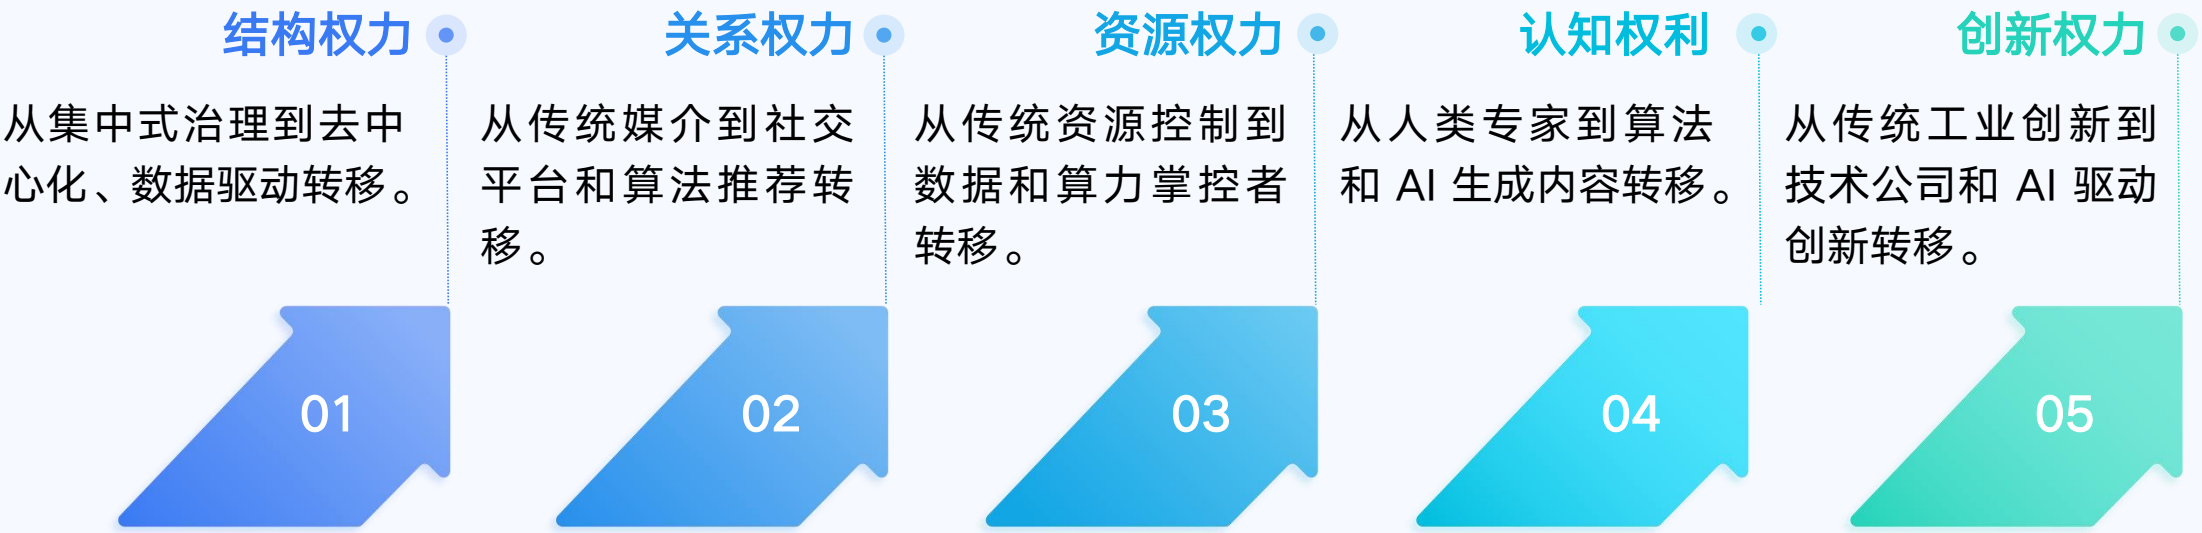 结构权力
从集中式治理到去中
心化、数据驱动转移。
01
关系权力
从传统媒介到社交
平台和算法推荐转
移。
02
资源权力
从传统资源控制到
数据和算力掌控者
转移。
03
认知权利
从人类专家到算法
和 AI 生成内容转移。
04
创新权力
从传统工业创新到
技术公司和 AI 驱动
创新转移。
05